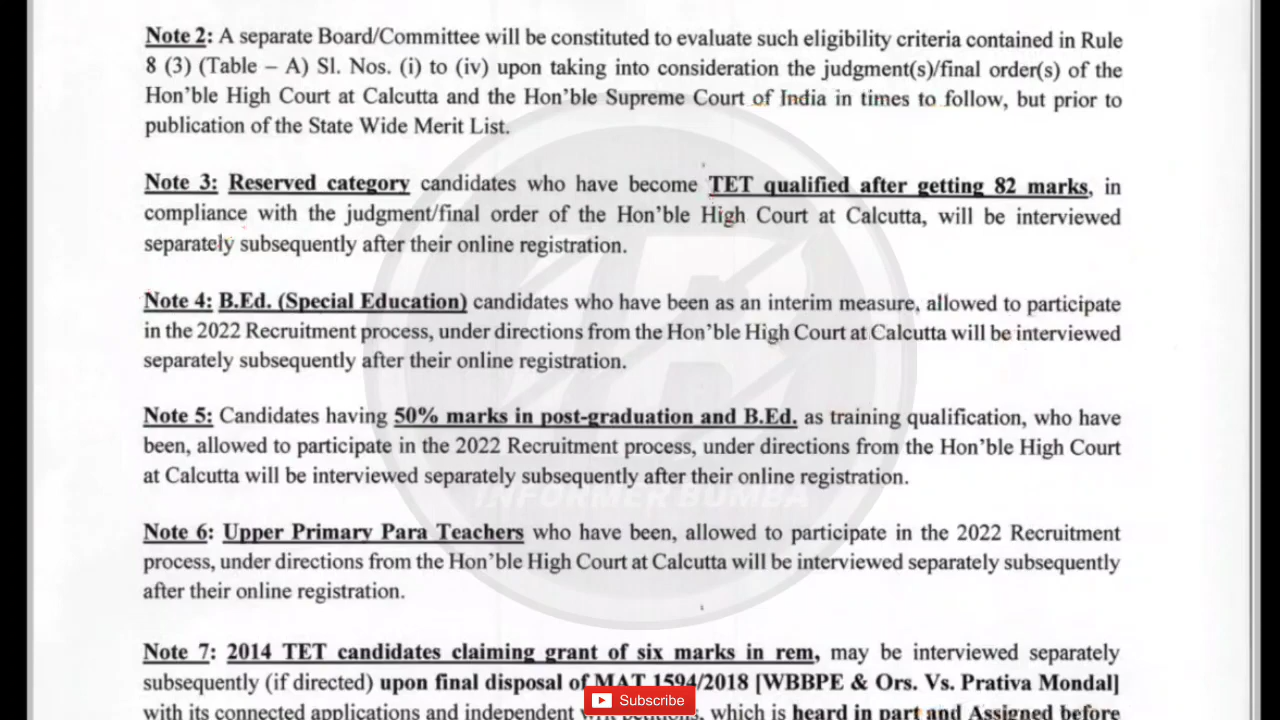 Note 2: A separate Board/Committee will be constituted to evaluate such eligibility criteria contained in Rule
8 (3) (Table – A) Sl. Nos. (i) to (iv) upon taking into consideration the judgment(s)/final order(s) of the
Hon'ble High Court at Calcutta and the Hon'ble Supreme Court of India in times to follow, but prior to
publication of the State Wide Merit List.
Note 3: Reserved category candidates who have become TET qualified after getting 82 marks, in
compliance with the judgment/final order of the Hon'ble High Court at Calcutta, will be interviewed
separately subsequently after their online registration.
Note 4: B.Ed. (Special Education) candidates who have been as an interim measure, allowed to participate
in the 2022 Recruitment process, under directions from the Hon'ble High Court at Calcutta will be interviewed
separately subsequently after their online registration.
Note 5: Candidates having 50% marks in post-graduation and B.Ed. as training qualification, who have
been, allowed to participate in the 2022 Recruitment process, under directions from the Hon'ble High Court
at Calcutta will be interviewed separately subsequently after their online registration.
INFORMER BUMBA
Note 6: Upper Primary Para Teachers who have been, allowed to participate in the 2022 Recruitment
process, under directions from the Hon'ble High Court at Calcutta will be interviewed separately subsequently
after their online registration.
Note 7: 2014 TET candidates claiming grant of six marks in rem, may be interviewed separately
subsequently (if directed) upon final disposal of MAT 1594/2018 [WBBPE & Ors. Vs. Prativa Mondal]
Subscribe
with its connected applications and independent petitions, which is heard in part and Assigned before